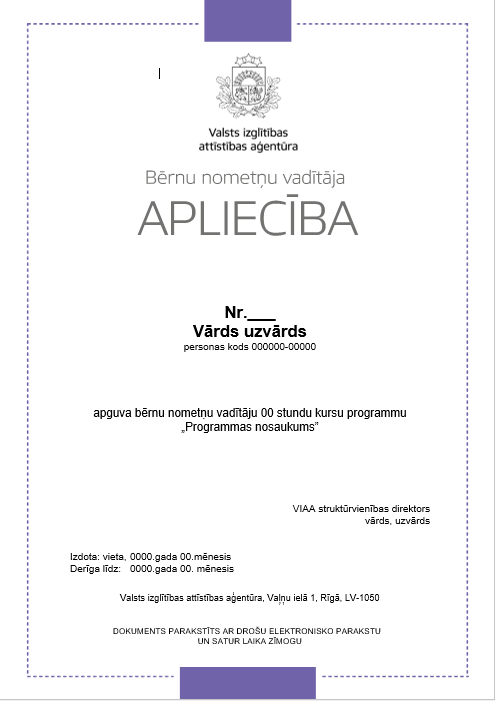 Valsts izglītības
attīstības aģentūra
Bērnu nometņu vadītāja
APLIECĪBA
Nr.___
Vārds uzvārds
personas kods 000000-00000
apguva bērnu nometņu vadītāju 00 stundu kursu programmu
„Programmas nosaukums”
VIAA struktūrvienības direktors
vārds, uzvārds
Izdota: vieta, 0000.gada 00.mēnesis
Derīga līdz: 0000.gada 00. mēnesis
Valsts izglītības attīstības aģentūra, Vaļņu ielā 1, Rīgā, LV-1050
DOKUMENTS PARAKSTĪTS AR DROŠU ELEKTRONISKO PARAKSTU
UN SATUR LAIKA ZĪMOGU